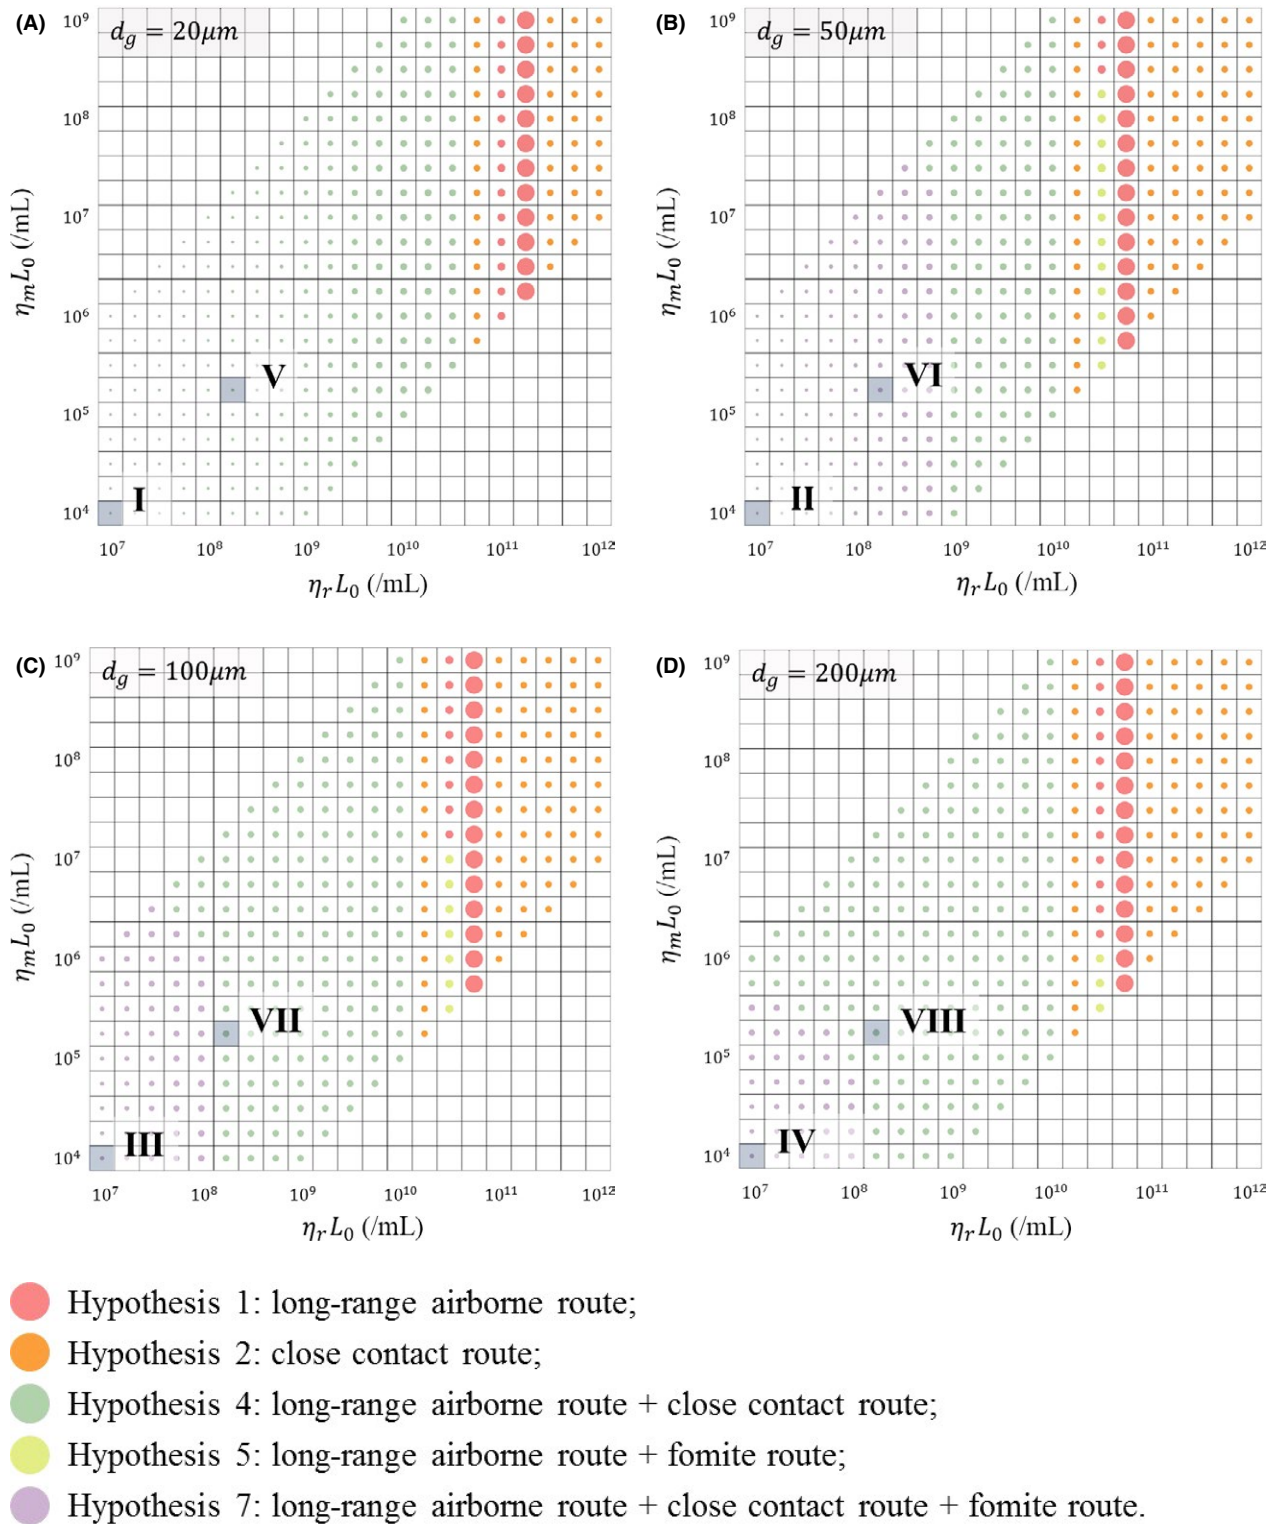 (A)
d_g = 20μm
10⁹
10⁸
10⁷
10⁶
10⁵
10⁴
η_m L_0 (/mL)
V
I
10⁷ 10⁸ 10⁹ 10¹⁰ 10¹¹ 10¹²
η_r L_0 (/mL)
(B)
d_g = 50μm
10⁹
10⁸
10⁷
10⁶
10⁵
10⁴
η_m L_0 (/mL)
VI
II
10⁷ 10⁸ 10⁹ 10¹⁰ 10¹¹ 10¹²
η_r L_0 (/mL)
(C)
d_g = 100μm
10⁹
10⁸
10⁷
10⁶
10⁵
10⁴
η_m L_0 (/mL)
VII
III
10⁷ 10⁸ 10⁹ 10¹⁰ 10¹¹ 10¹²
η_r L_0 (/mL)
(D)
d_g = 200μm
10⁹
10⁸
10⁷
10⁶
10⁵
10⁴
η_m L_0 (/mL)
VIII
IV
10⁷ 10⁸ 10⁹ 10¹⁰ 10¹¹ 10¹²
η_r L_0 (/mL)
Hypothesis 1: long-range airborne route;
Hypothesis 2: close contact route;
Hypothesis 4: long-range airborne route + close contact route;
Hypothesis 5: long-range airborne route + fomite route;
Hypothesis 7: long-range airborne route + close contact route + fomite route.